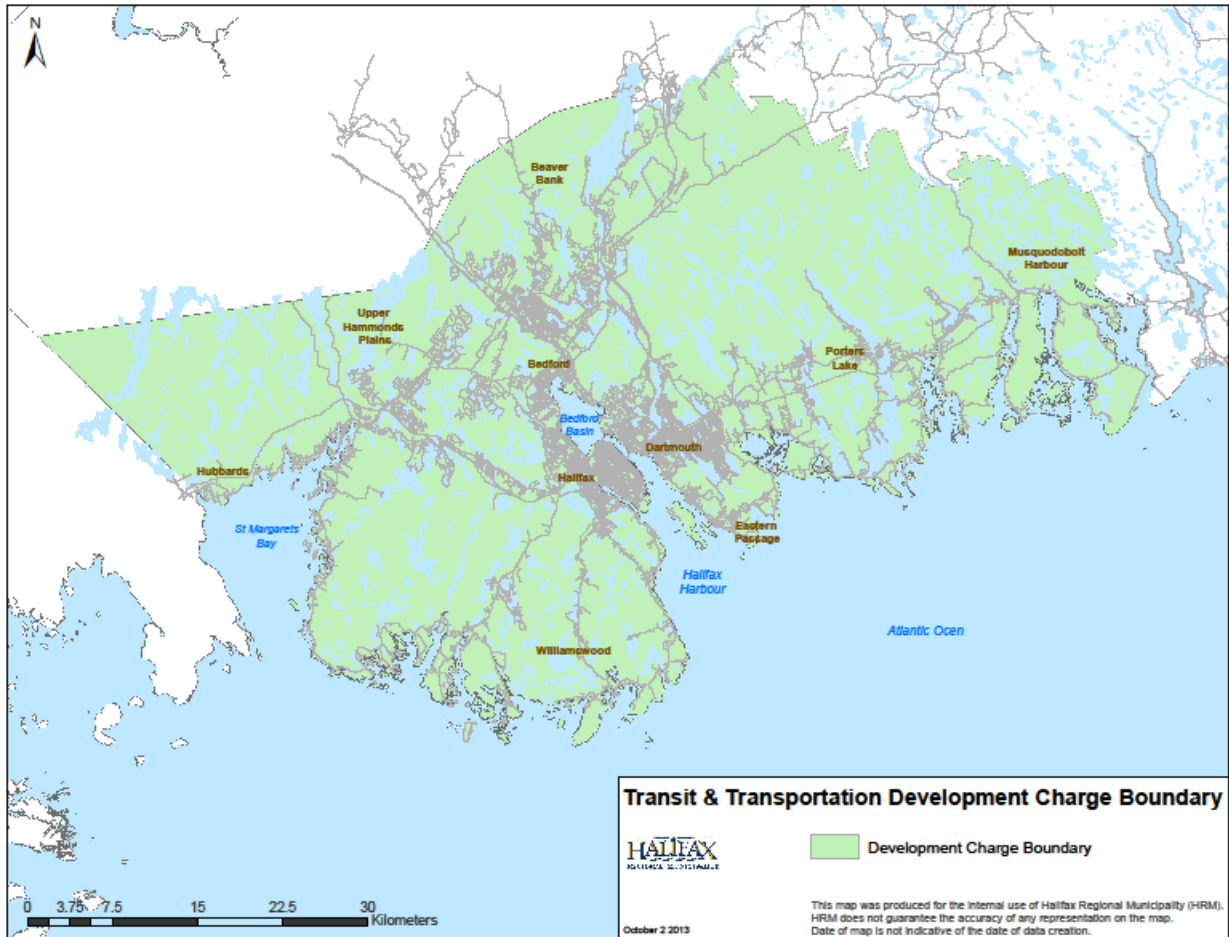 N
Beaver
Bank
Musquodobolt
Harbour
Upper
Hammonds
Plains
Porters
Lake
Bedford
Bedford
Basin
Dartmouth
Hubbards
Halifax
St Margarets
Bay
Eastern
Passage
Halifax
Harbour
Atlantic Ocen
Williamswood
Transit & Transportation Development Charge Boundary
HALIFAX
REGIONAL MUNICIPALITY
Development Charge Boundary
0 3.75 7.5 15 22.5 30
Kilometers
October 2 2013
This map was produced for the internal use of Halifax Regional Municipality (HRM).
HRM does not guarantee the accuracy of any representation on the map.
Date of map is not indicative of the date of data creation.